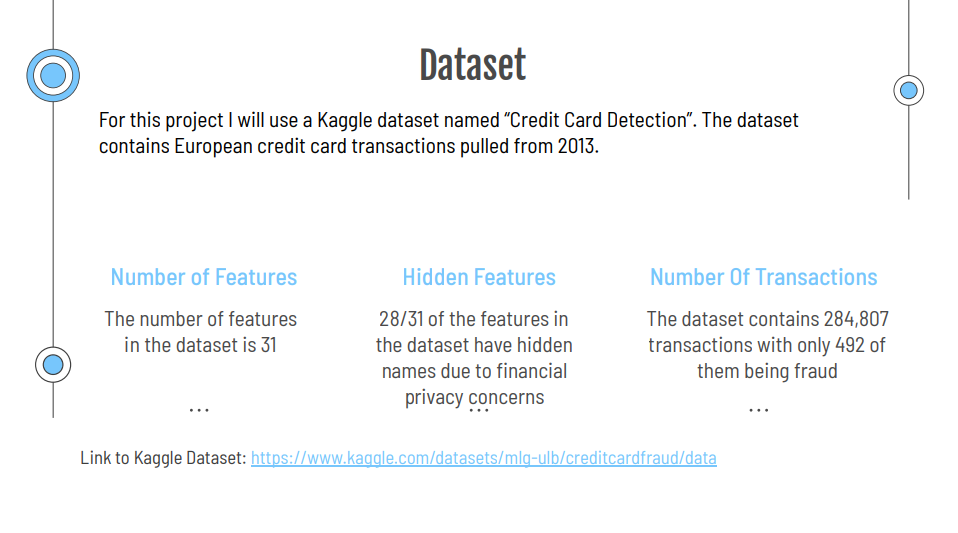 Dataset
For this project I will use a Kaggle dataset named “Credit Card Detection”. The dataset
contains European credit card transactions pulled from 2013.
Number of Features
The number of features
in the dataset is 31
...
Hidden Features
28/31 of the features in
the dataset have hidden
names due to financial
privacy concerns
...
Number Of Transactions
The dataset contains 284,807
transactions with only 492 of
them being fraud
...
Link to Kaggle Dataset: https://www.kaggle.com/datasets/mlg-ulb/creditcardfraud/data